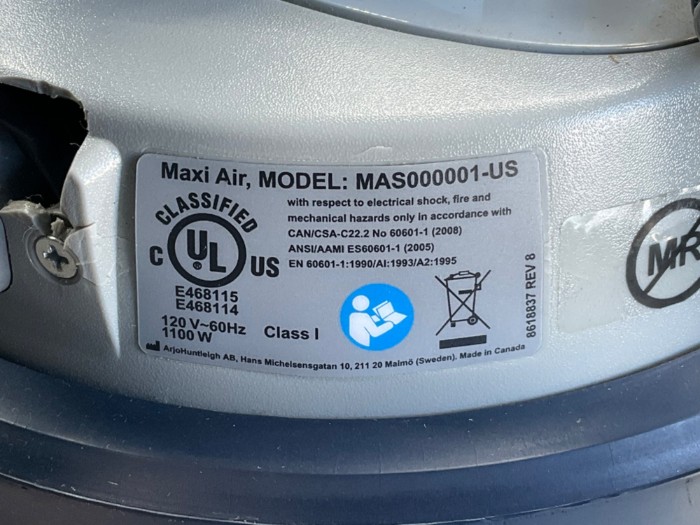 Maxi Air, MODEL: MAS000001-US
CLASSIFIED
C UL US
®
E468115
E468114
120 V~60Hz
1100 W
Class I
with respect to electrical shock, fire and
mechanical hazards only in accordance with
CAN/CSA-C22.2 No 60601-1 (2008)
ANSI/AAMI ES60601-1 (2005)
EN 60601-1:1990/AI:1993/A2:1995
8618837 REV 8
ArjoHuntleigh AB, Hans Michelsensgatan 10, 211 20 Malmö (Sweden). Made in Canada
MR